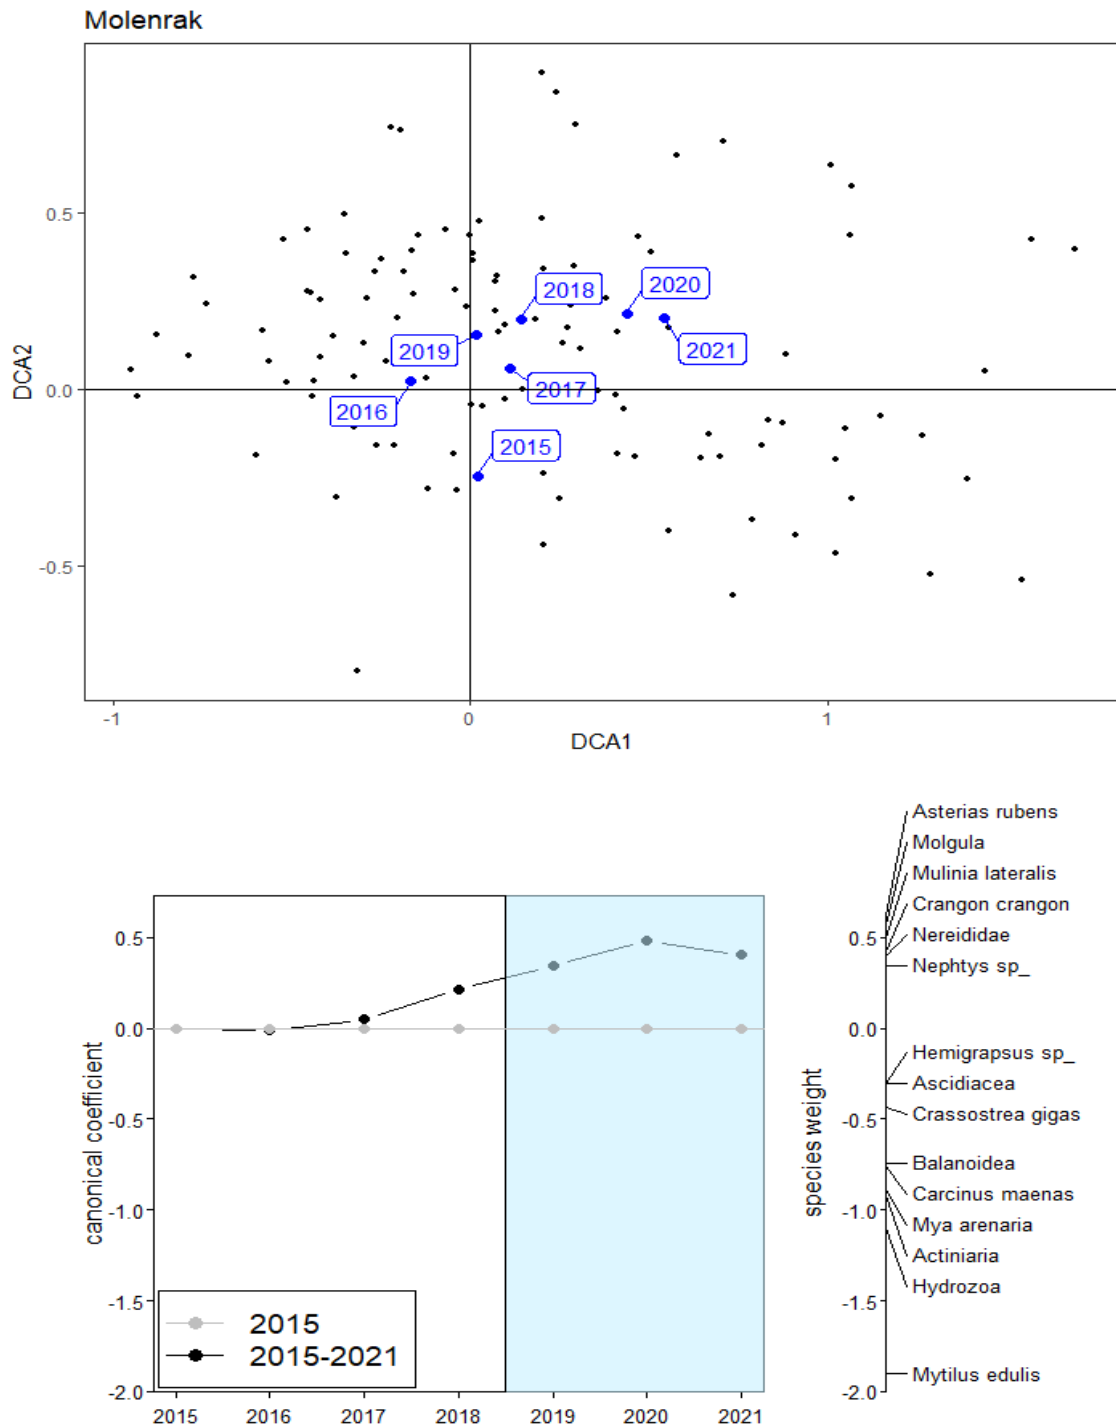 Molenrak
DCA2
0.5
0.0
-0.5
2018
2020
2019
2021
2016
2017
2015
-1
0
1
DCA1
canonical coefficient
0.5
0.0
-0.5
-1.0
-1.5
-2.0
2015
2015-2021
2015
2016
2017
2018
2019
2020
2021
species weight
0.5
0.0
-0.5
-1.0
-1.5
-2.0
Asterias rubens
Molgula
Mulinia lateralis
Crangon crangon
Nereididae
Nephtys sp_
Hemigrapsus sp_
Ascidiacea
Crassostrea gigas
Balanoidea
Carcinus maenas
Mya arenaria
Actiniaria
Hydrozoa
Mytilus edulis